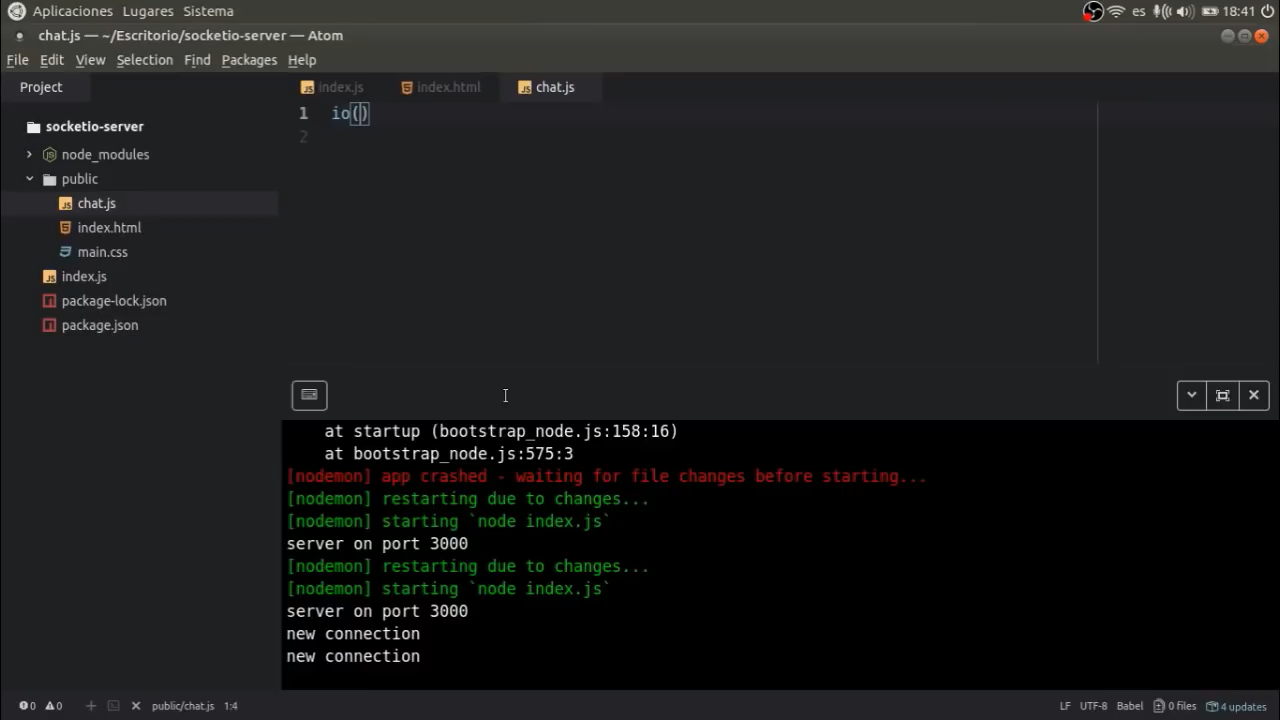 Aplicaciones Lugares Sistema es 18:41
chat.js — ~/Escritorio/socketio-server — Atom
File Edit View Selection Find Packages Help
Project
index.js index.html chat.js
socketio-server
node_modules
public
chat.js
index.html
main.css
index.js
package-lock.json
package.json
1 io()
2
at startup (bootstrap_node.js:158:16)
at bootstrap_node.js:575:3
[nodemon] app crashed - waiting for file changes before starting...
[nodemon] restarting due to changes...
[nodemon] starting `node index.js`
server on port 3000
[nodemon] restarting due to changes...
[nodemon] starting `node index.js`
server on port 3000
new connection
new connection
0 0 public/chat.js 1:4 LF UTF-8 Babel 0 files 4 updates